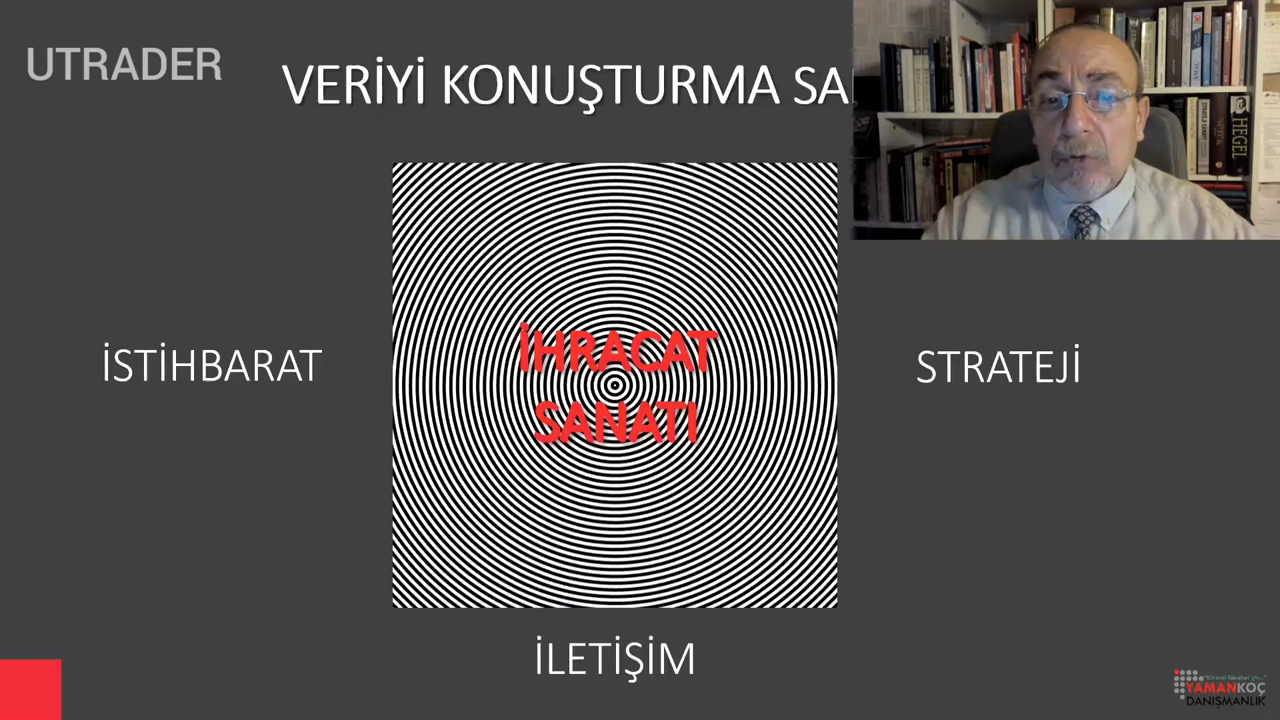 UTRADER
VERİYİ KONUŞTURMA SA
İHRACAT
SANATI
İSTİHBARAT
STRATEJİ
İLETİŞİM
HEGEL
YAMANKOÇ
DANIŞMANLIK